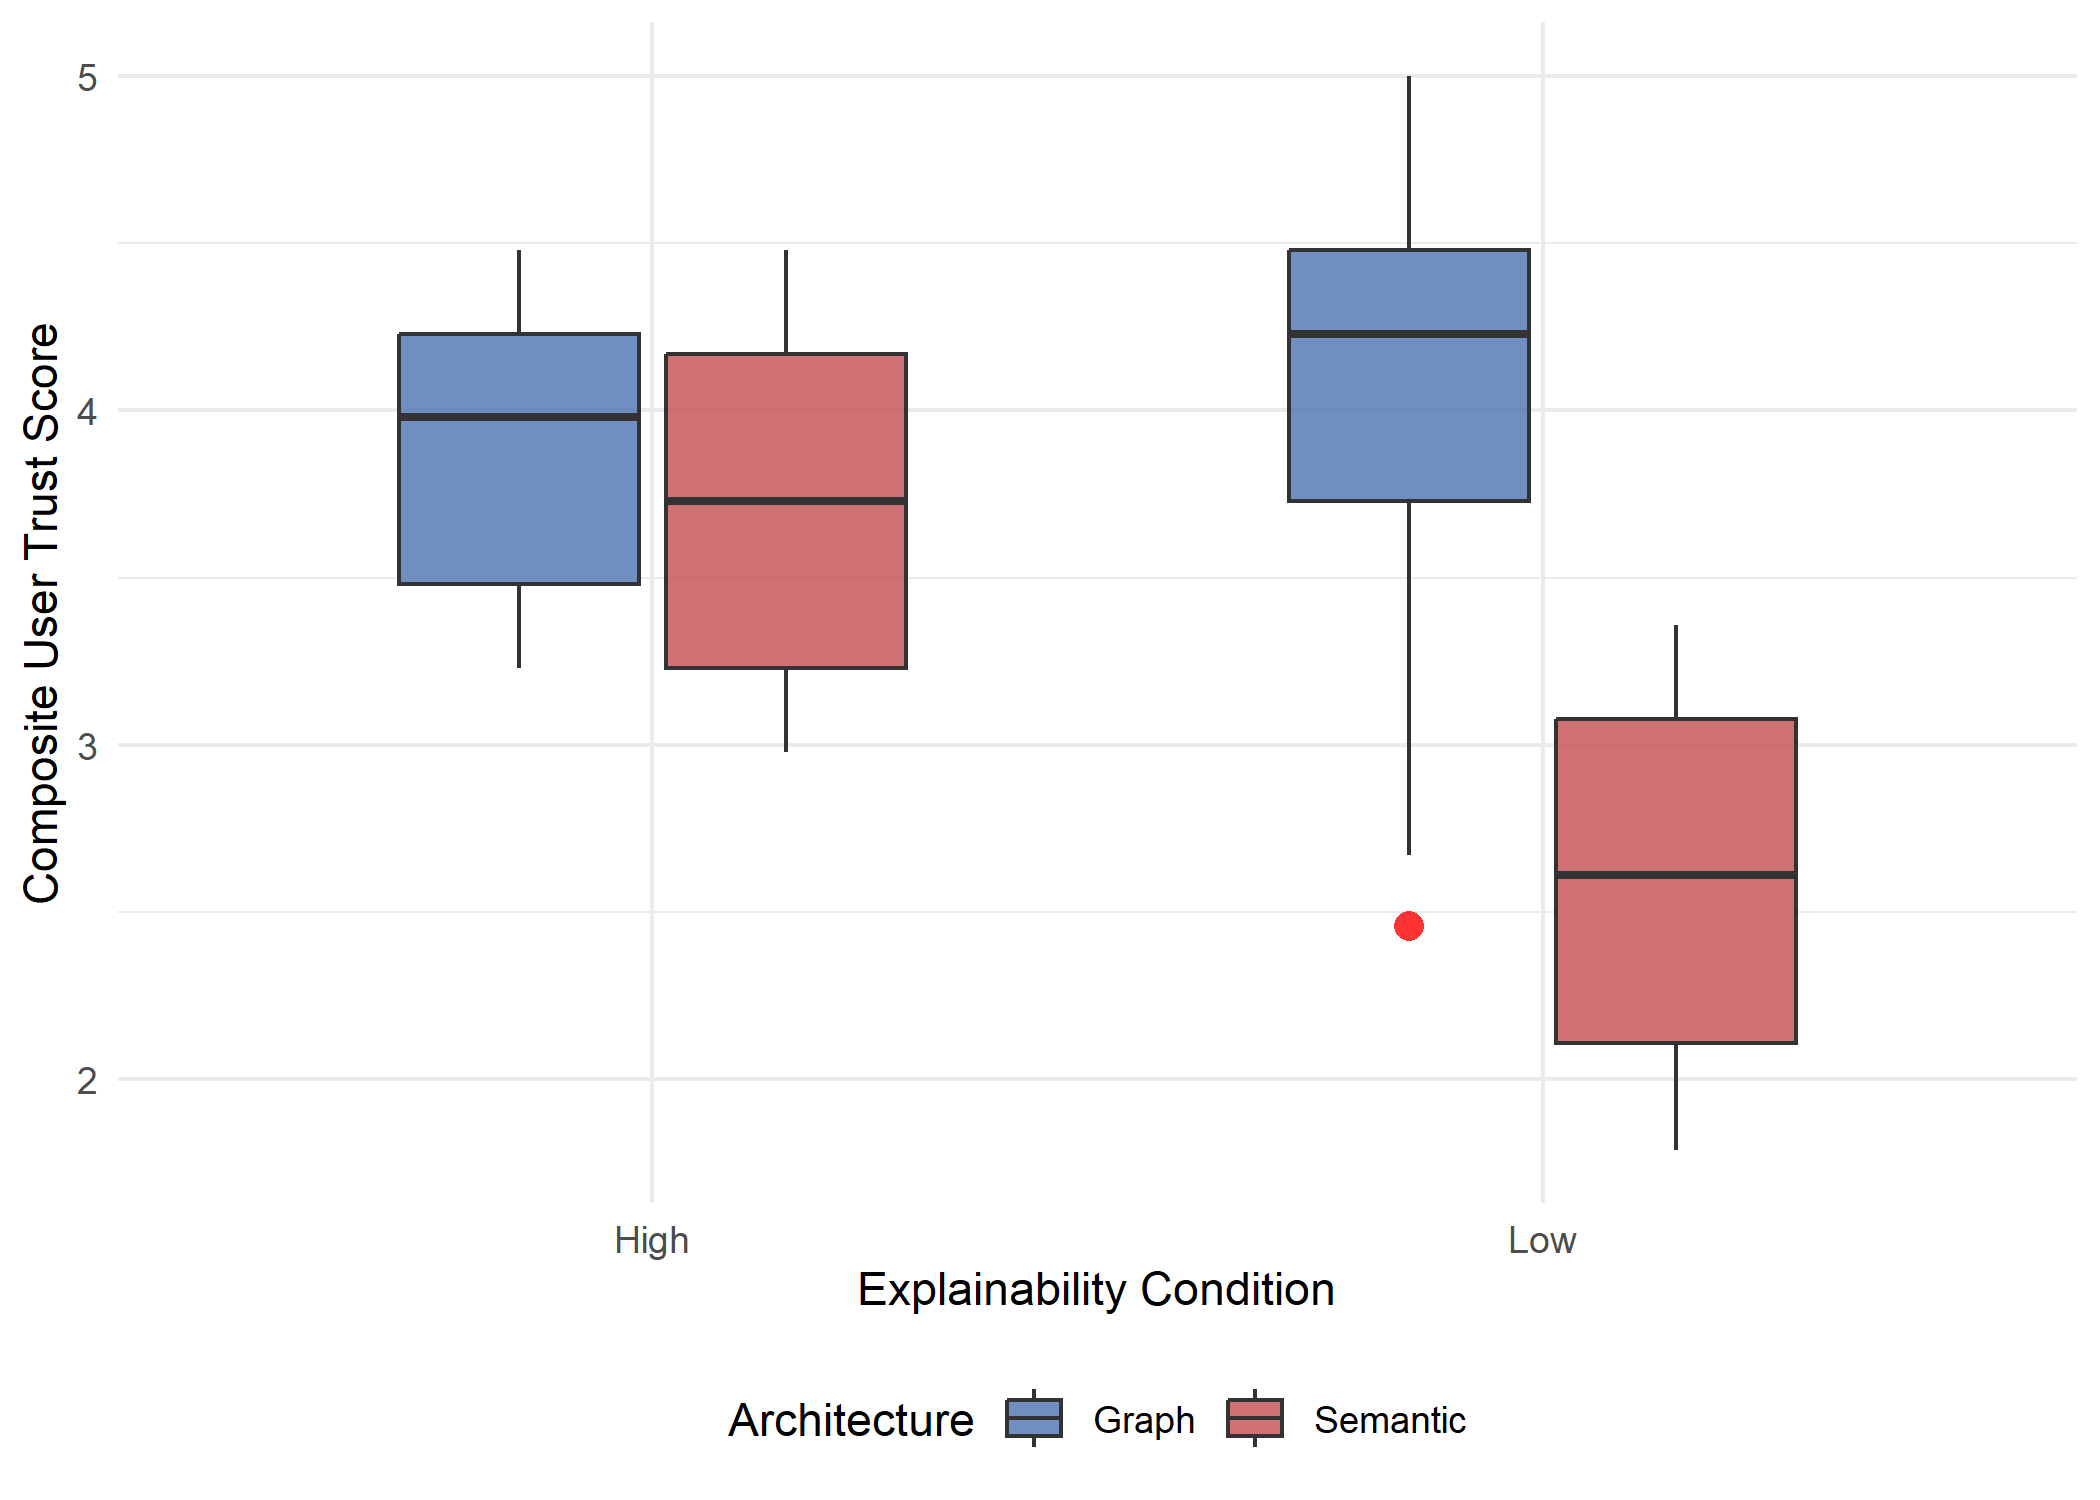 Composite User Trust Score
5
4
3
2
High
Low
Explainability Condition
Architecture
Graph
Semantic